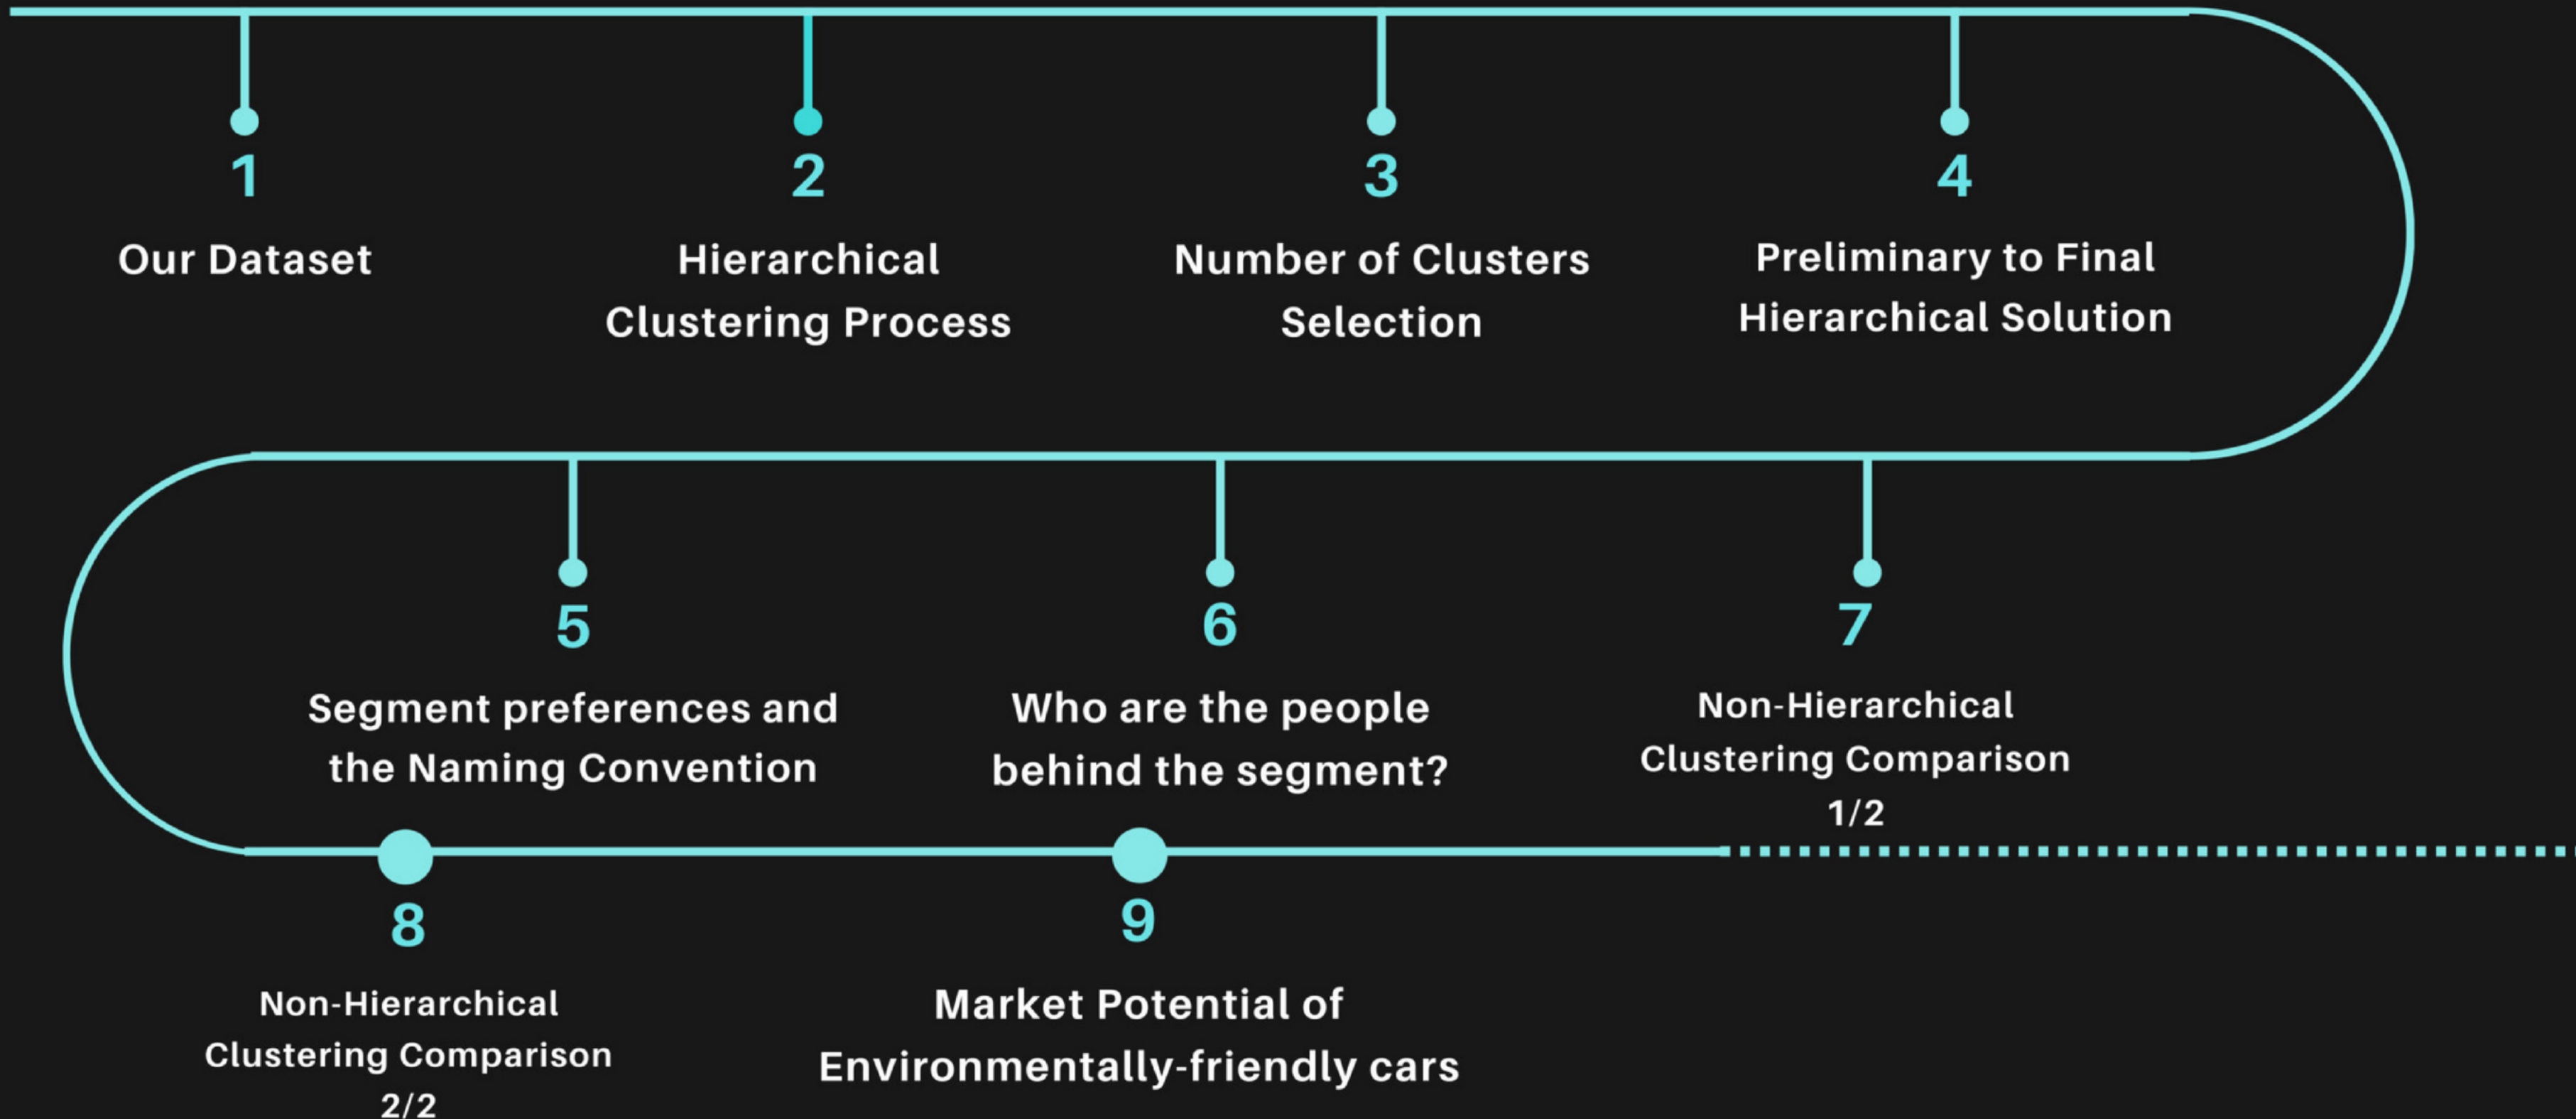 1
Our Dataset
2
Hierarchical
Clustering Process
3
Number of Clusters
Selection
4
Preliminary to Final
Hierarchical Solution
5
Segment preferences and
the Naming Convention
6
Who are the people
behind the segment?
7
Non-Hierarchical
Clustering Comparison
1/2
8
Non-Hierarchical
Clustering Comparison
2/2
9
Market Potential of
Environmentally-friendly cars